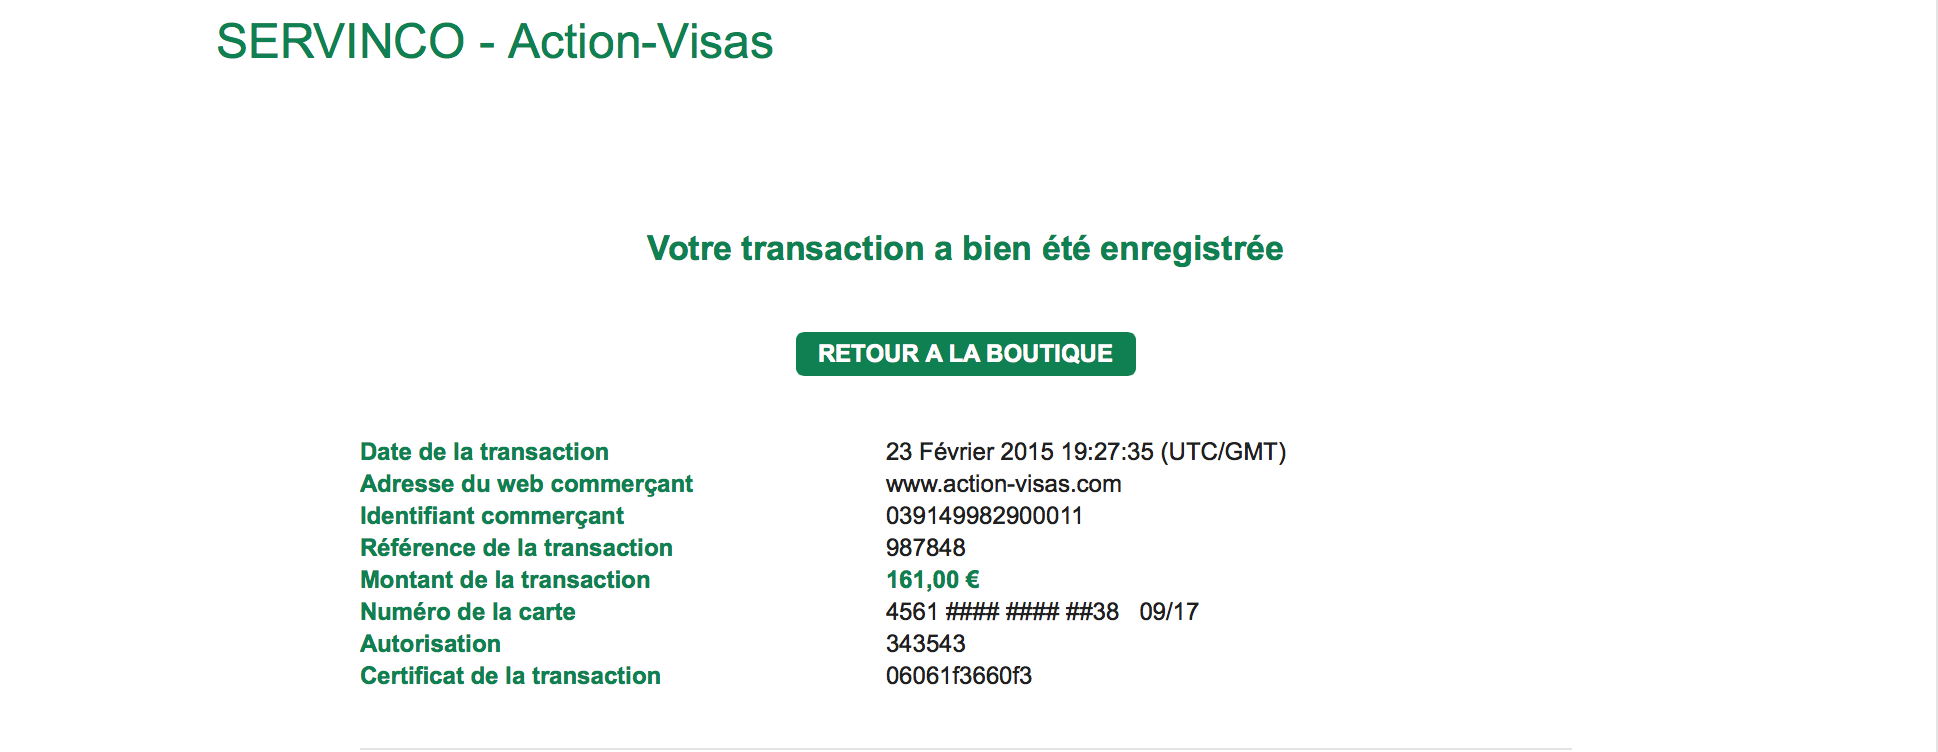 SERVINCO - Action-Visas
Votre transaction a bien été enregistrée
RETOUR A LA BOUTIQUE
Date de la transaction 23 Février 2015 19:27:35 (UTC/GMT)
Adresse du web commerçant www.action-visas.com
Identifiant commerçant 039149982900011
Référence de la transaction 987848
Montant de la transaction 161,00 €
Numéro de la carte 4561 #### #### ##38 09/17
Autorisation 343543
Certificat de la transaction 06061f3660f3